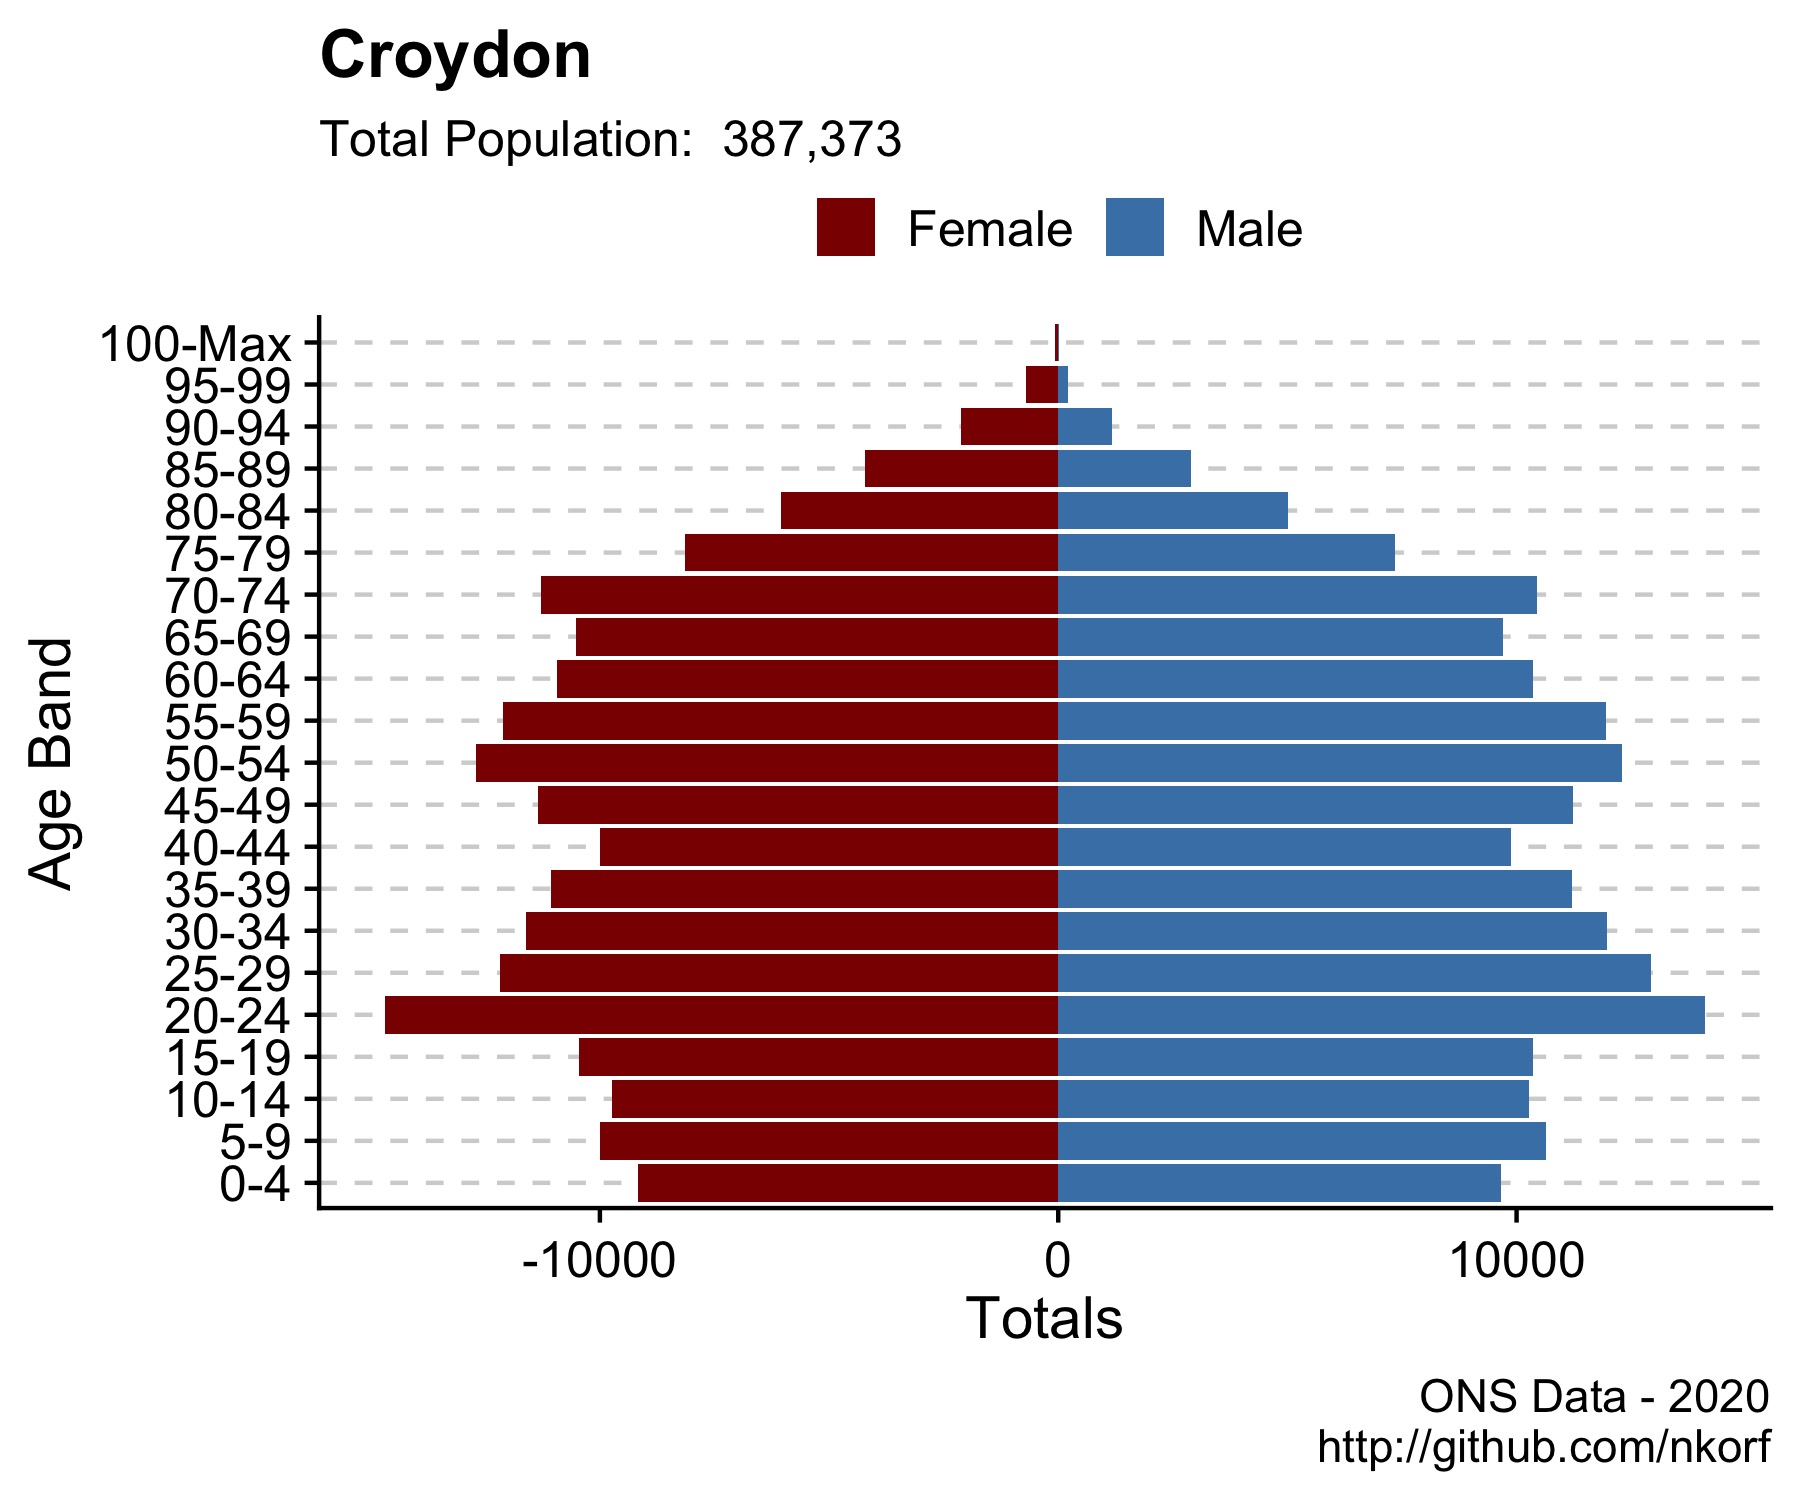 Croydon
Total Population:  387,373
Female
Male
100-Max
95-99
90-94
85-89
80-84
75-79
70-74
65-69
60-64
55-59
50-54
45-49
40-44
35-39
30-34
25-29
20-24
15-19
10-14
5-9
0-4
Age Band
-10000
0
10000
Totals
ONS Data - 2020
http://github.com/nkorf